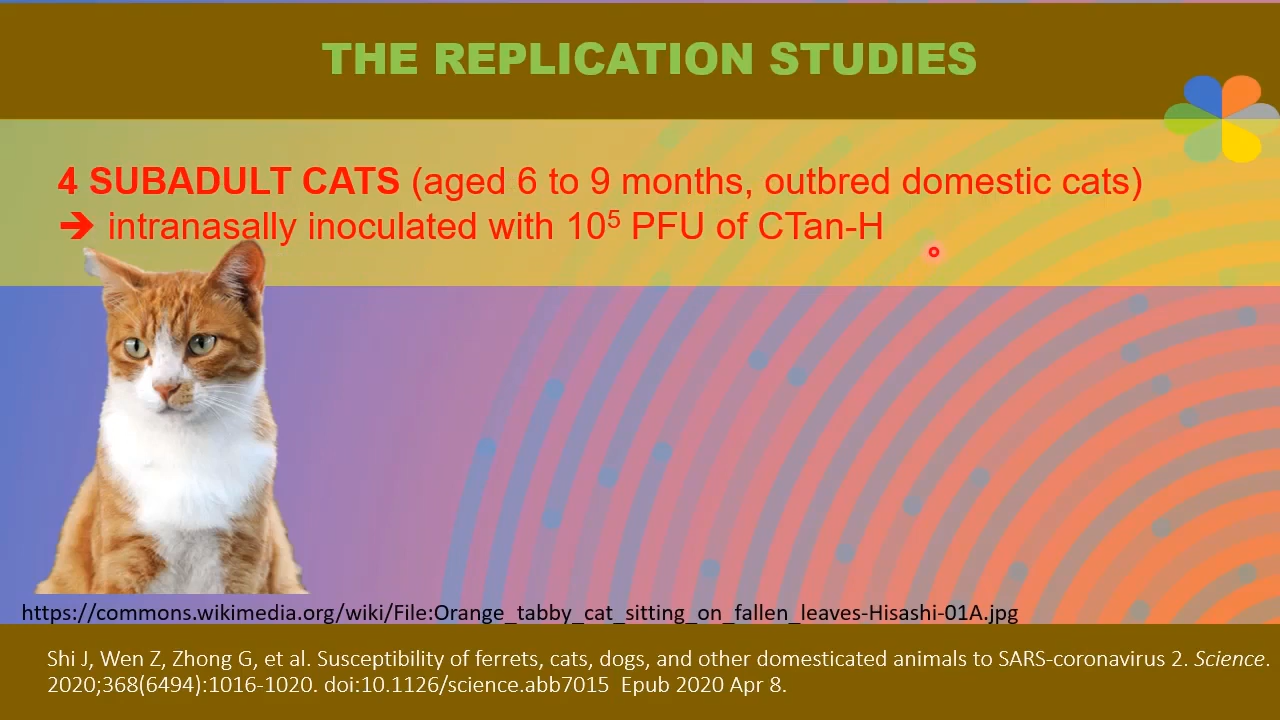 THE REPLICATION STUDIES
4 SUBADULT CATS (aged 6 to 9 months, outbred domestic cats)
➔ intranasally inoculated with 10⁵ PFU of CTan-H
https://commons.wikimedia.org/wiki/File:Orange_tabby_cat_sitting_on_fallen_leaves-Hisashi-01A.jpg
Shi J, Wen Z, Zhong G, et al. Susceptibility of ferrets, cats, dogs, and other domesticated animals to SARS-coronavirus 2. Science.
2020;368(6494):1016-1020. doi:10.1126/science.abb7015 Epub 2020 Apr 8.